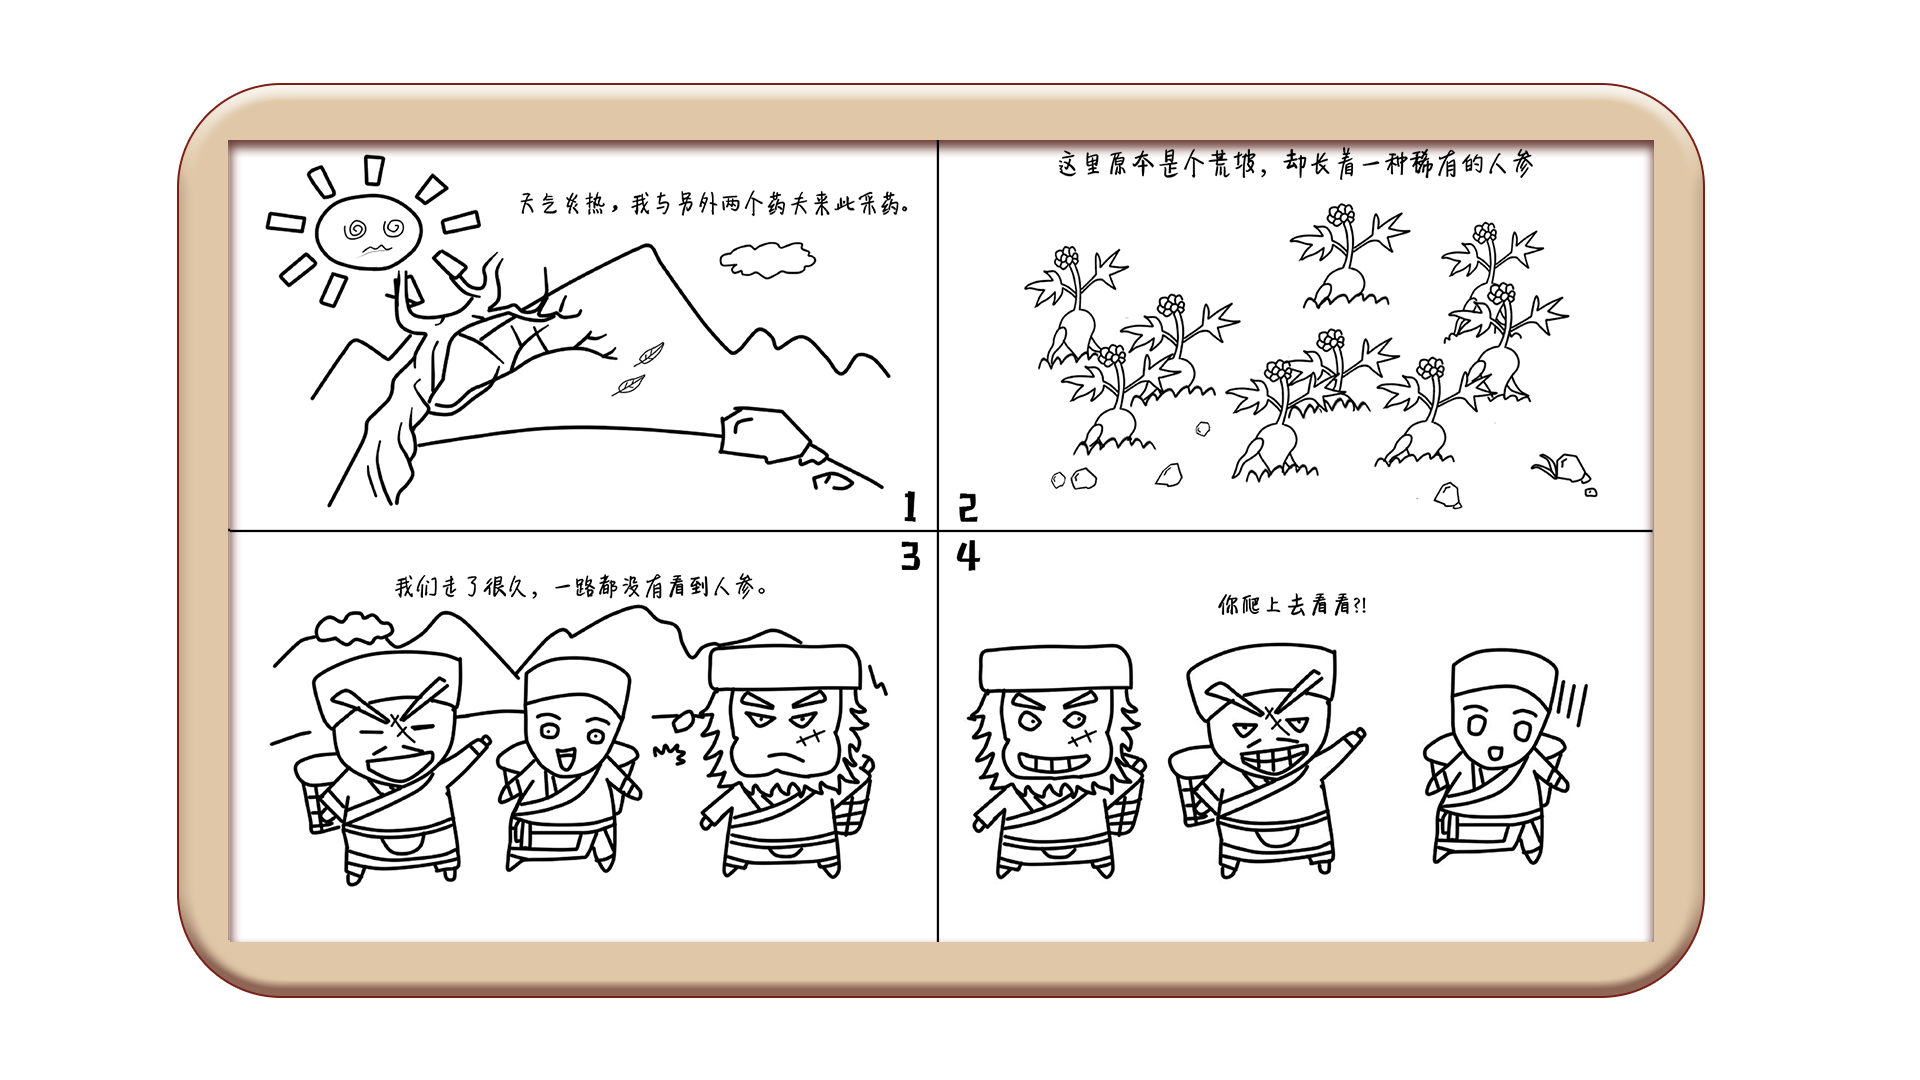 天气炎热，我与另外两个药夫来此采药。
这里原本是个荒坡，却长着一种稀有的人参
1
2
3
4
我们走了很久，一路都没有看到人参。
你爬上去看看?!